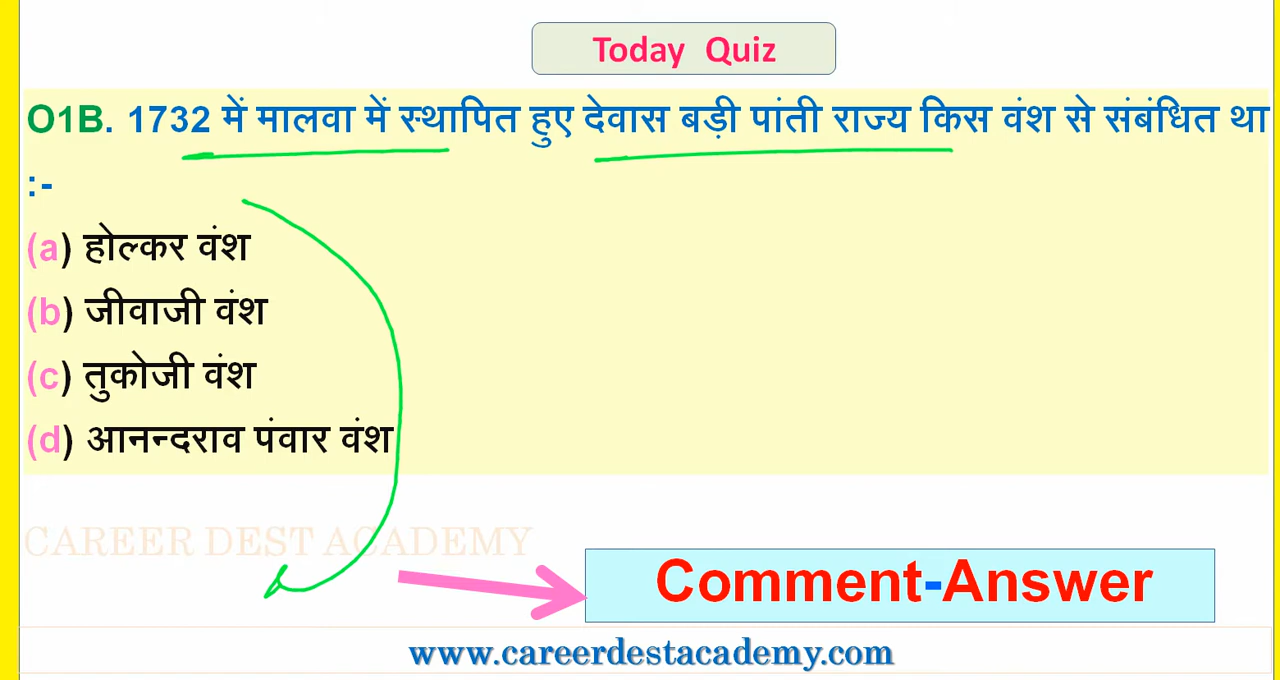 Today Quiz
O1B. 1732 में मालवा में स्थापित हुए देवास बड़ी पांती राज्य किस वंश से संबंधित था
:-
(a) होल्कर वंश
(b) जीवाजी वंश
(c) तुकोजी वंश
(d) आनन्दराव पंवार वंश
CAREER DEST ACADEMY
Comment-Answer
www.careerdestacademy.com